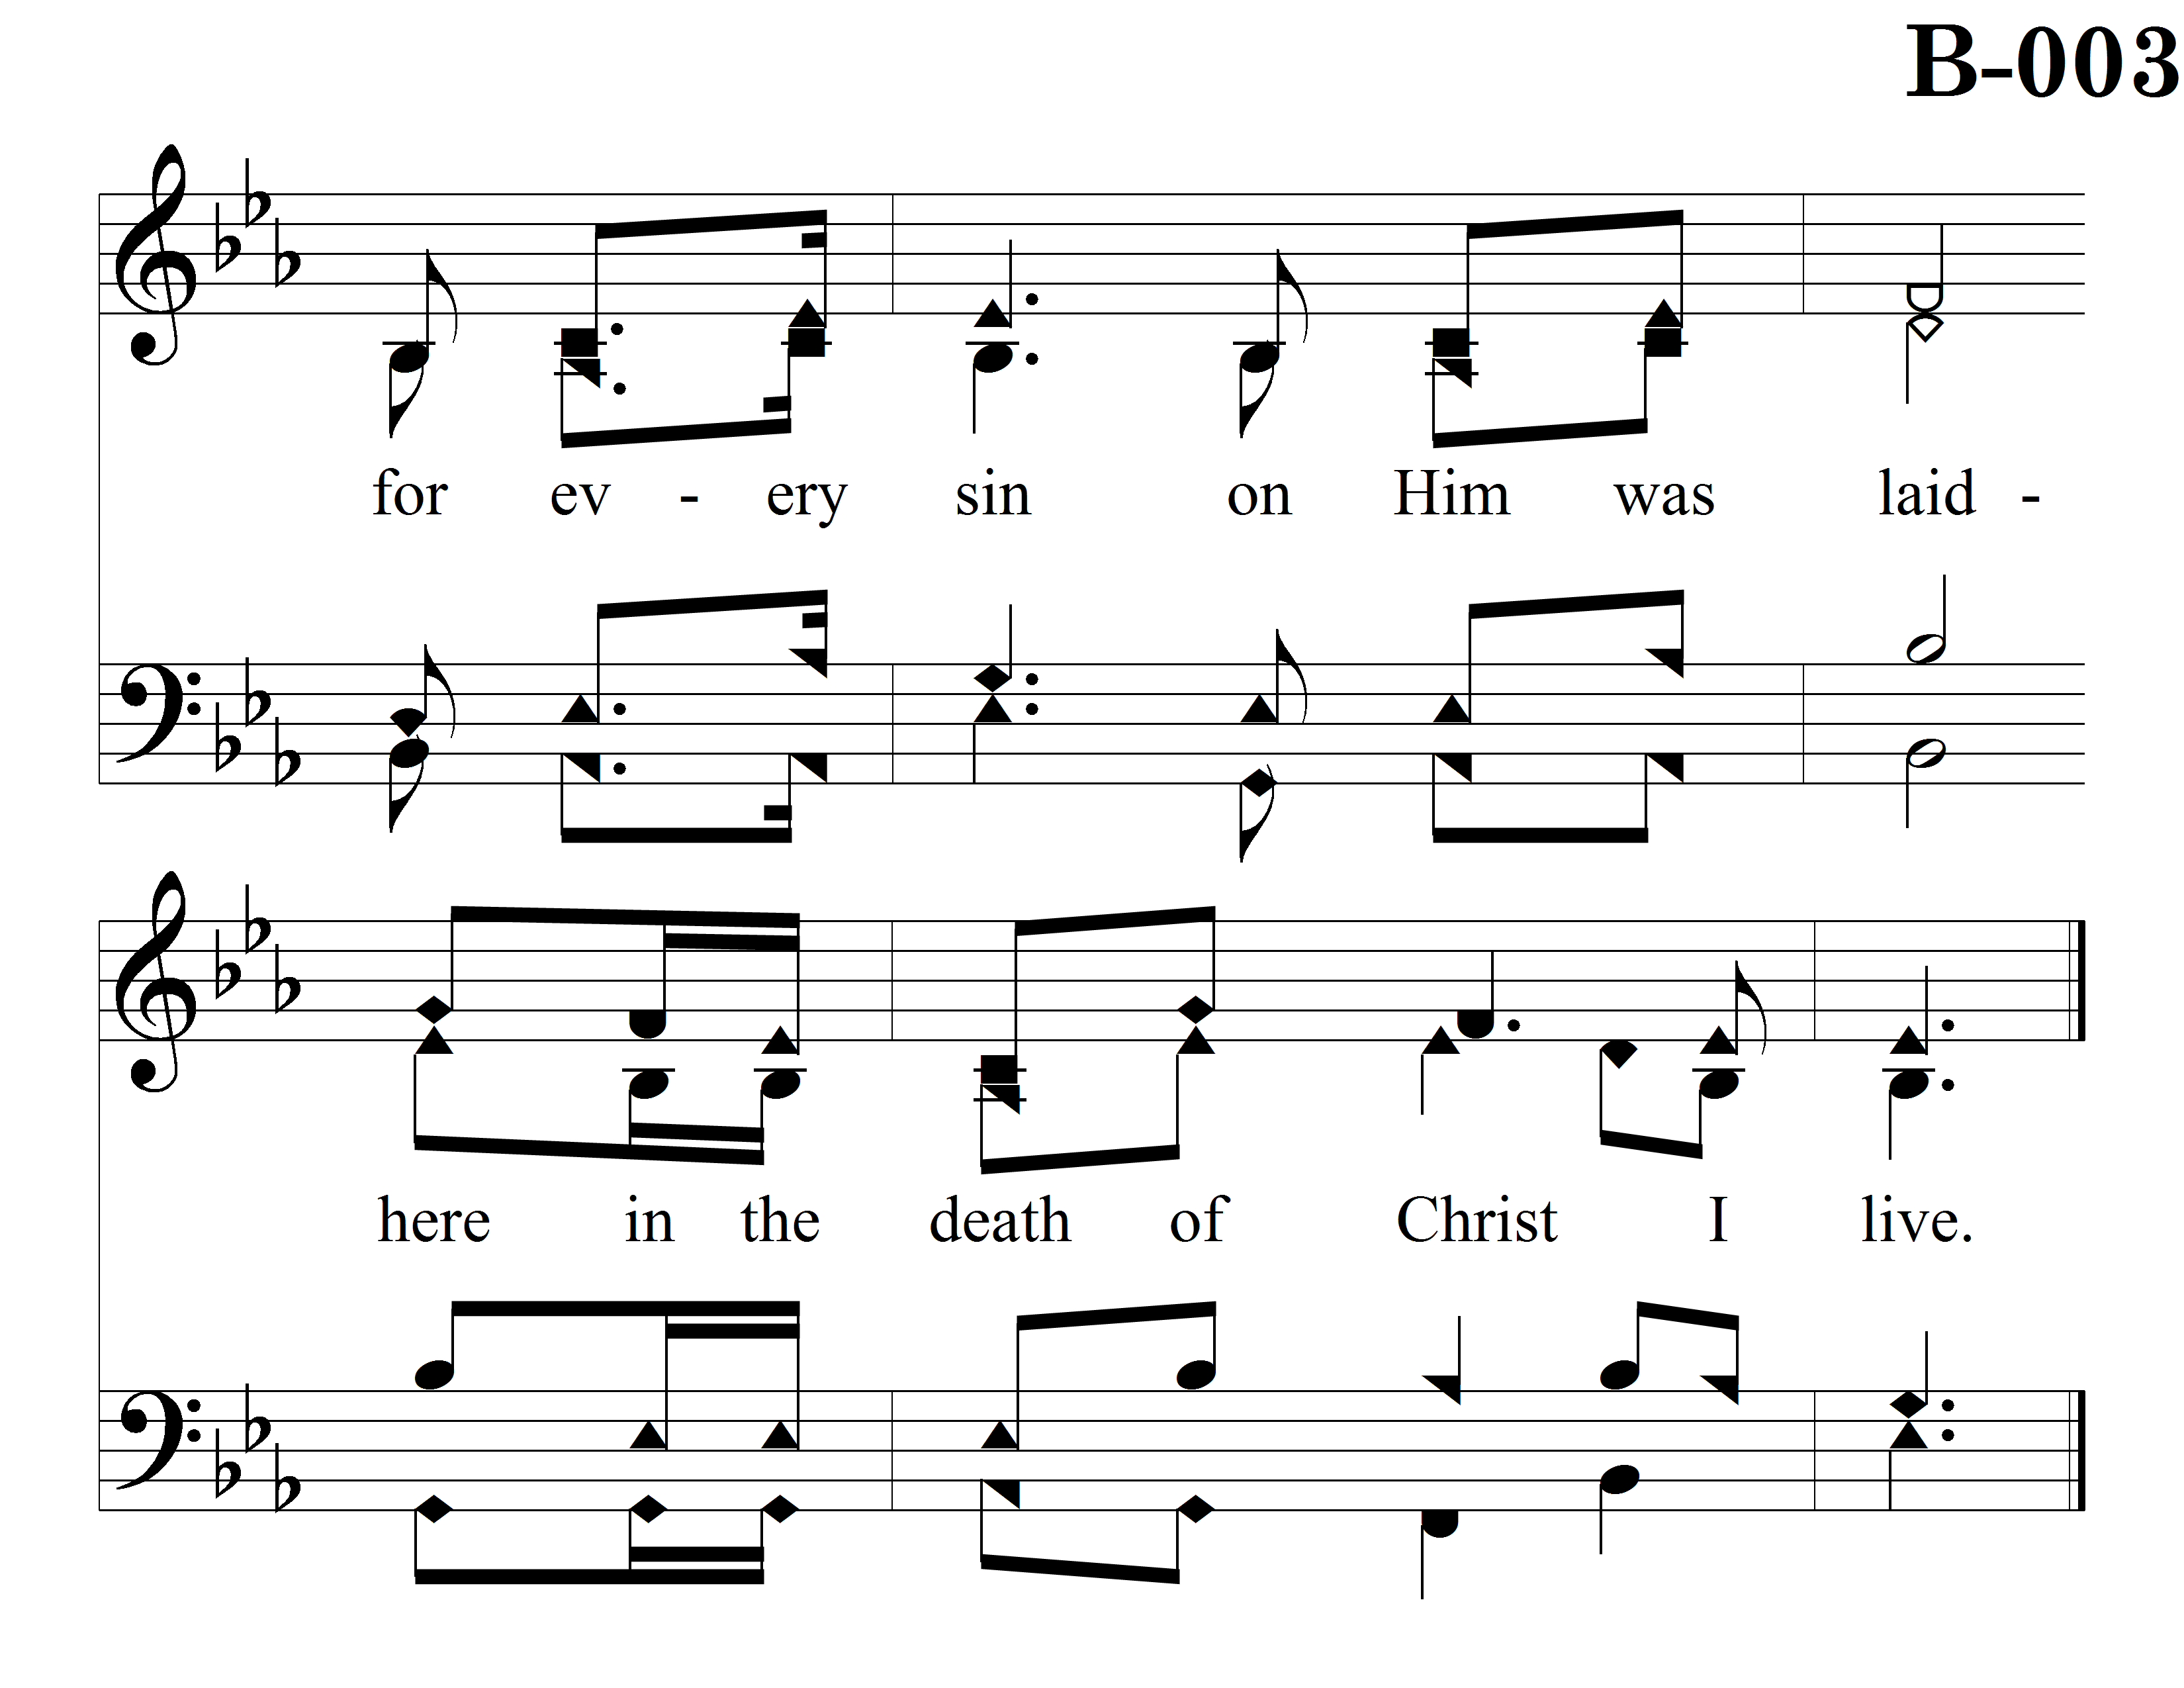 B-003
for ev - ery sin on Him was laid -
here in the death of Christ I live.